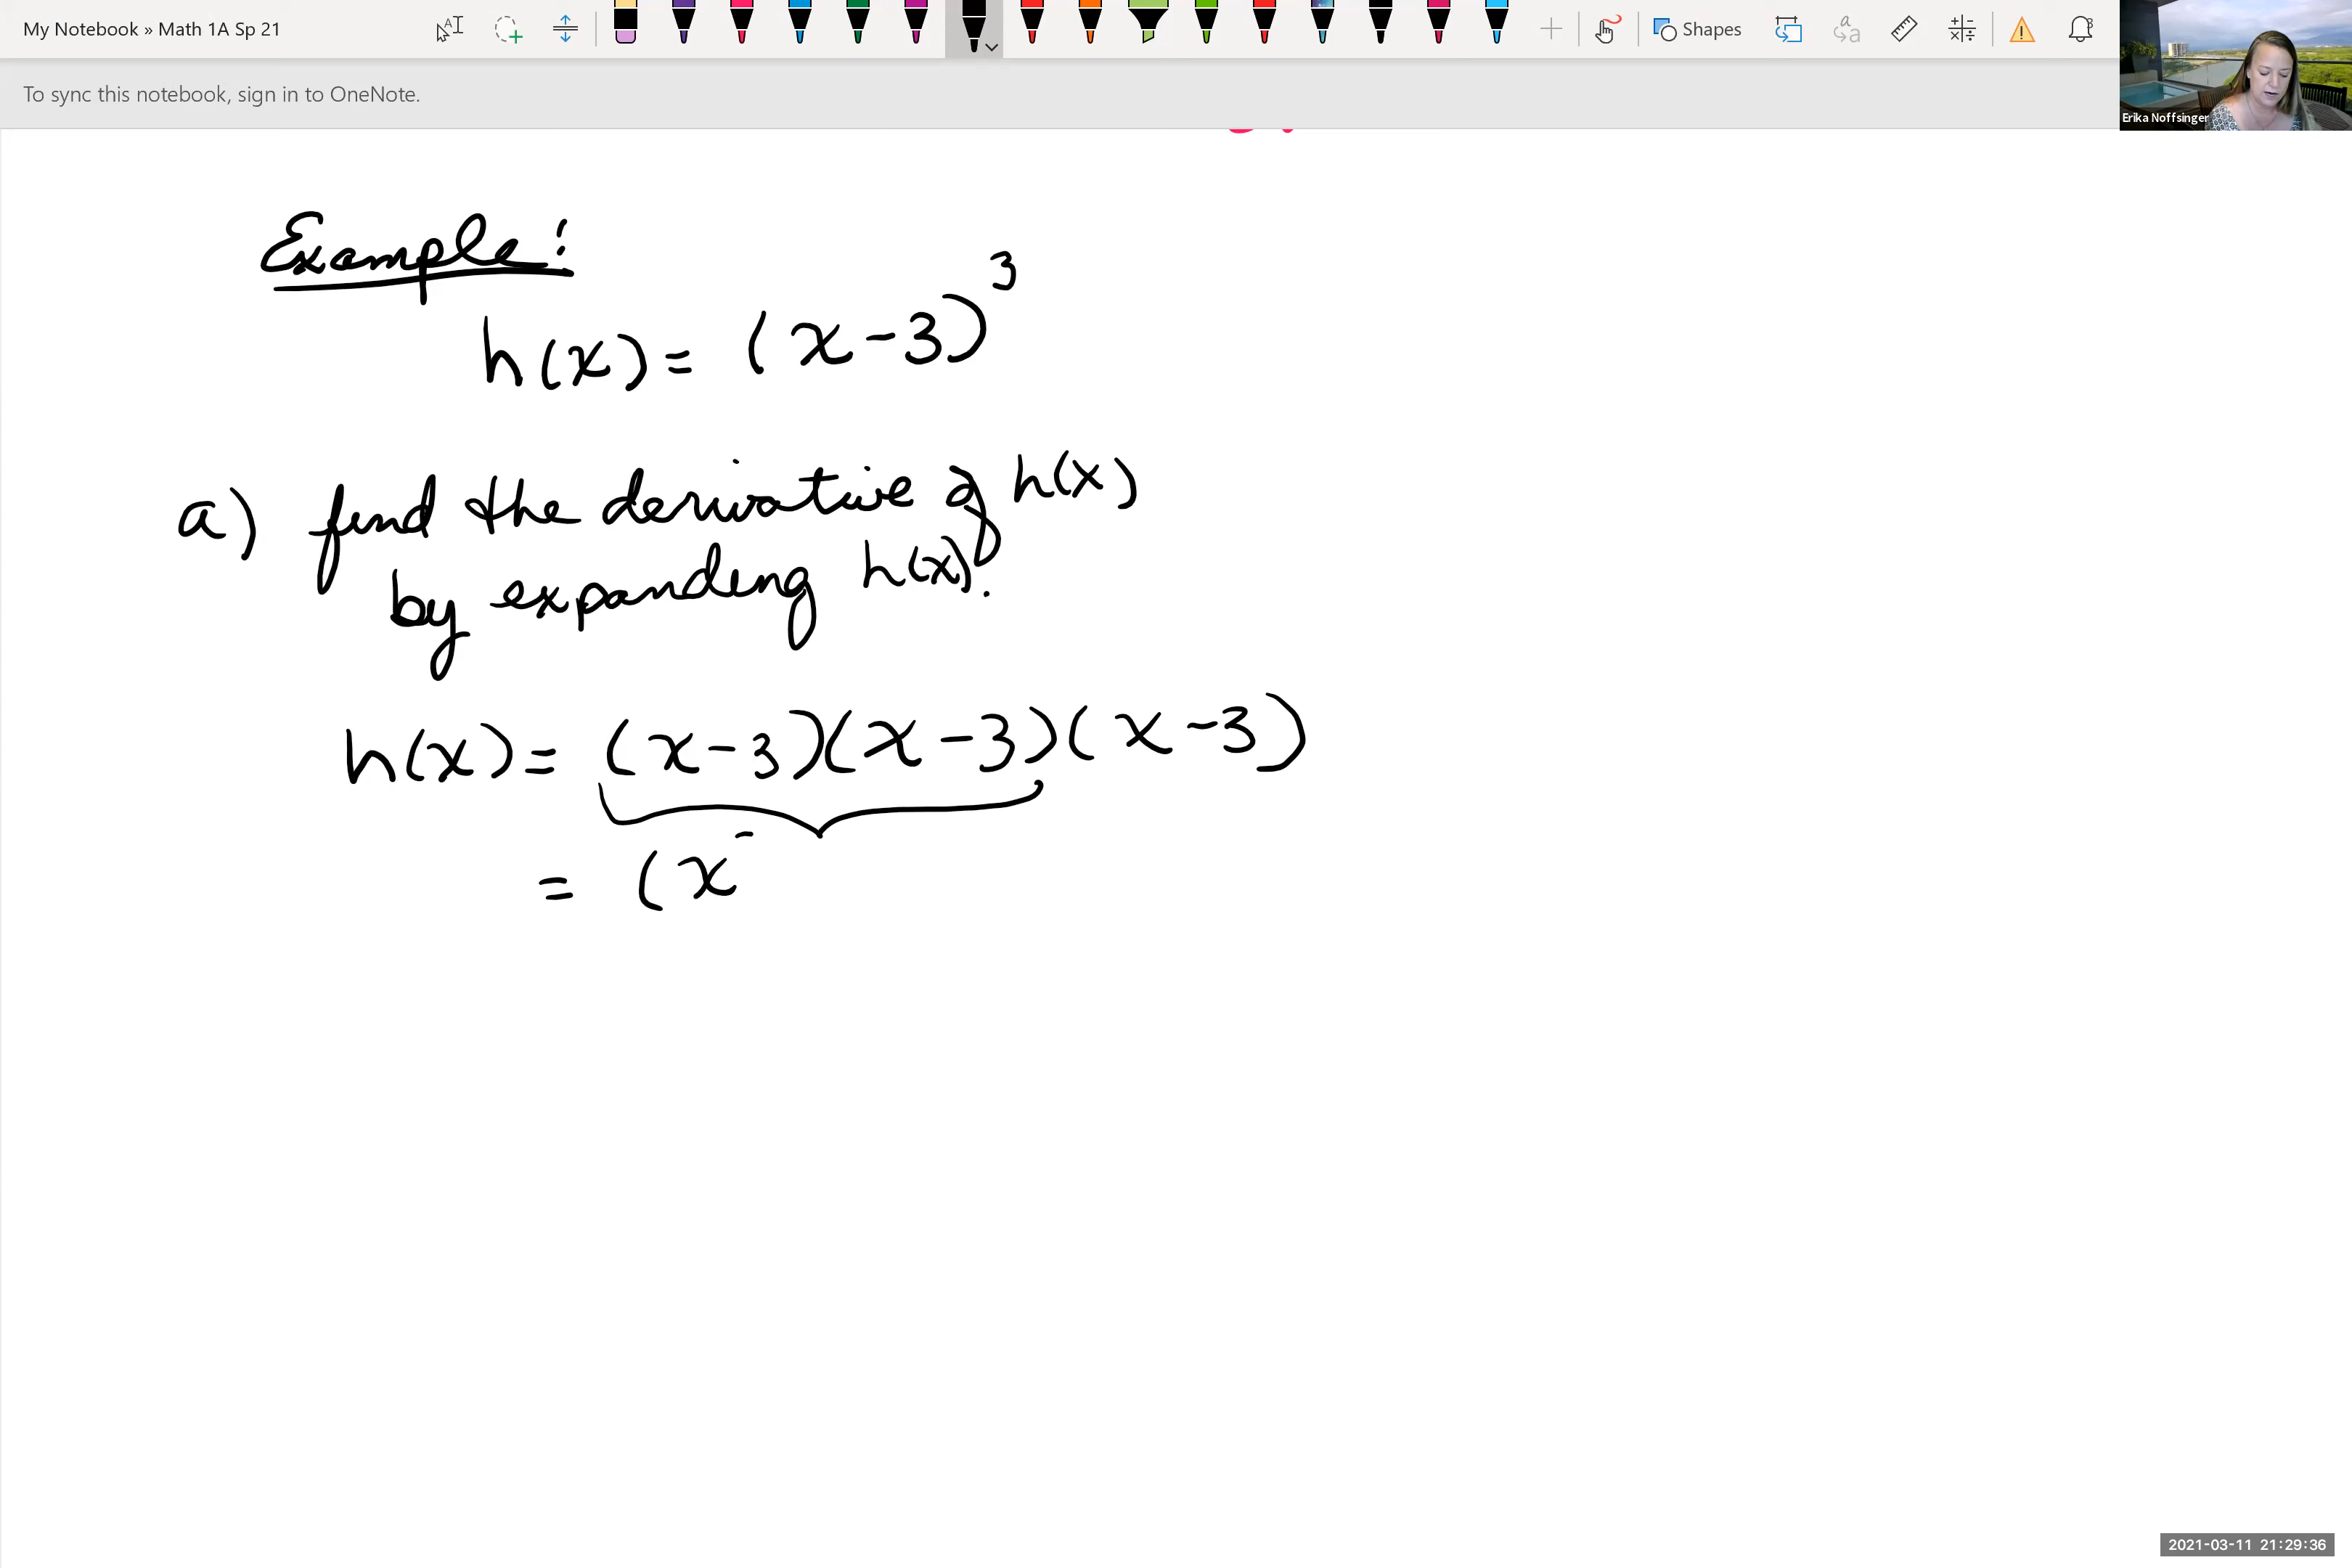 My Notebook » Math 1A Sp 21
Shapes
To sync this notebook, sign in to OneNote.
Erika Noffsinger
Example:
h(x) = (x-3)³
a) find the derivative of h(x)
by expanding h(x).
h(x) = (x-3)(x-3)(x-3)
= (x
2021-03-11 21:29:36